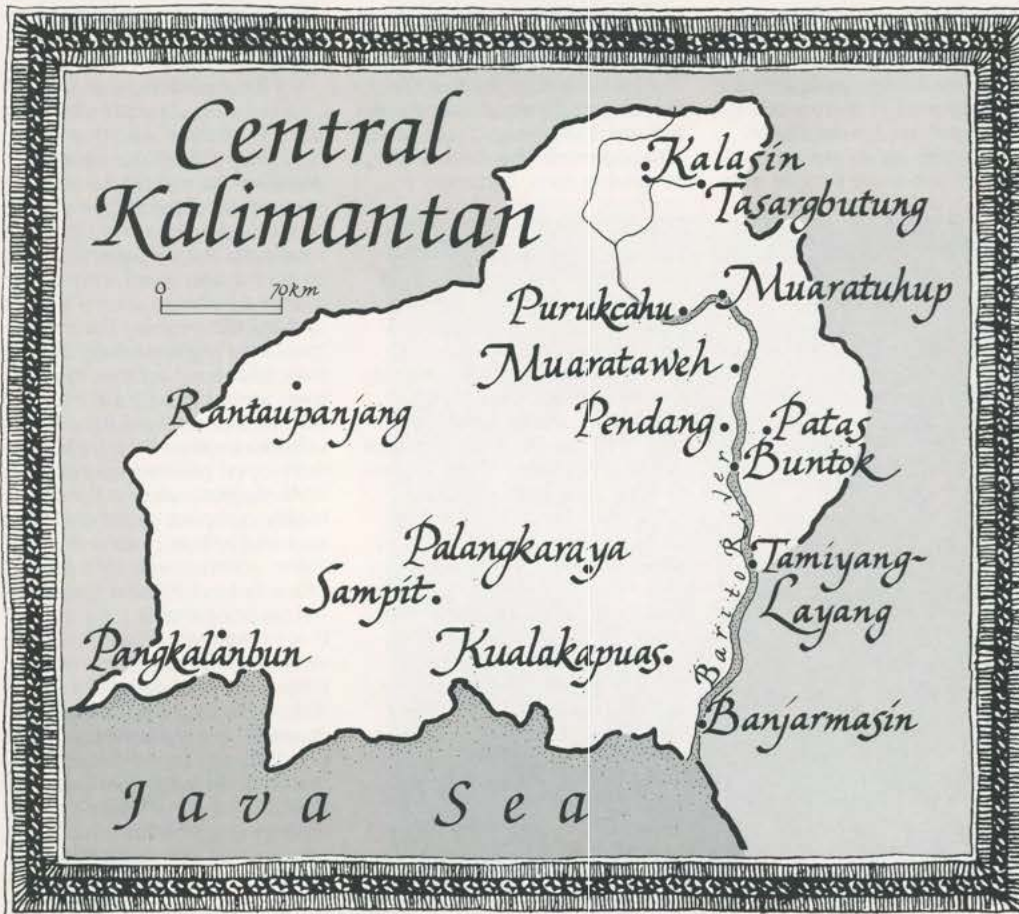 Central
Kalimantan
0 70km
Kalasin
Tasargbutung
Muaratuhup
Purukcahu
Muarataweh
Rantaupanjang
Pendang
Patas
Buntok
Barito River
Palangkaraya
Tamiyang-
Layang
Sampit
Pangkalanbun
Kualakapuas
Banjarmasin
Java Sea